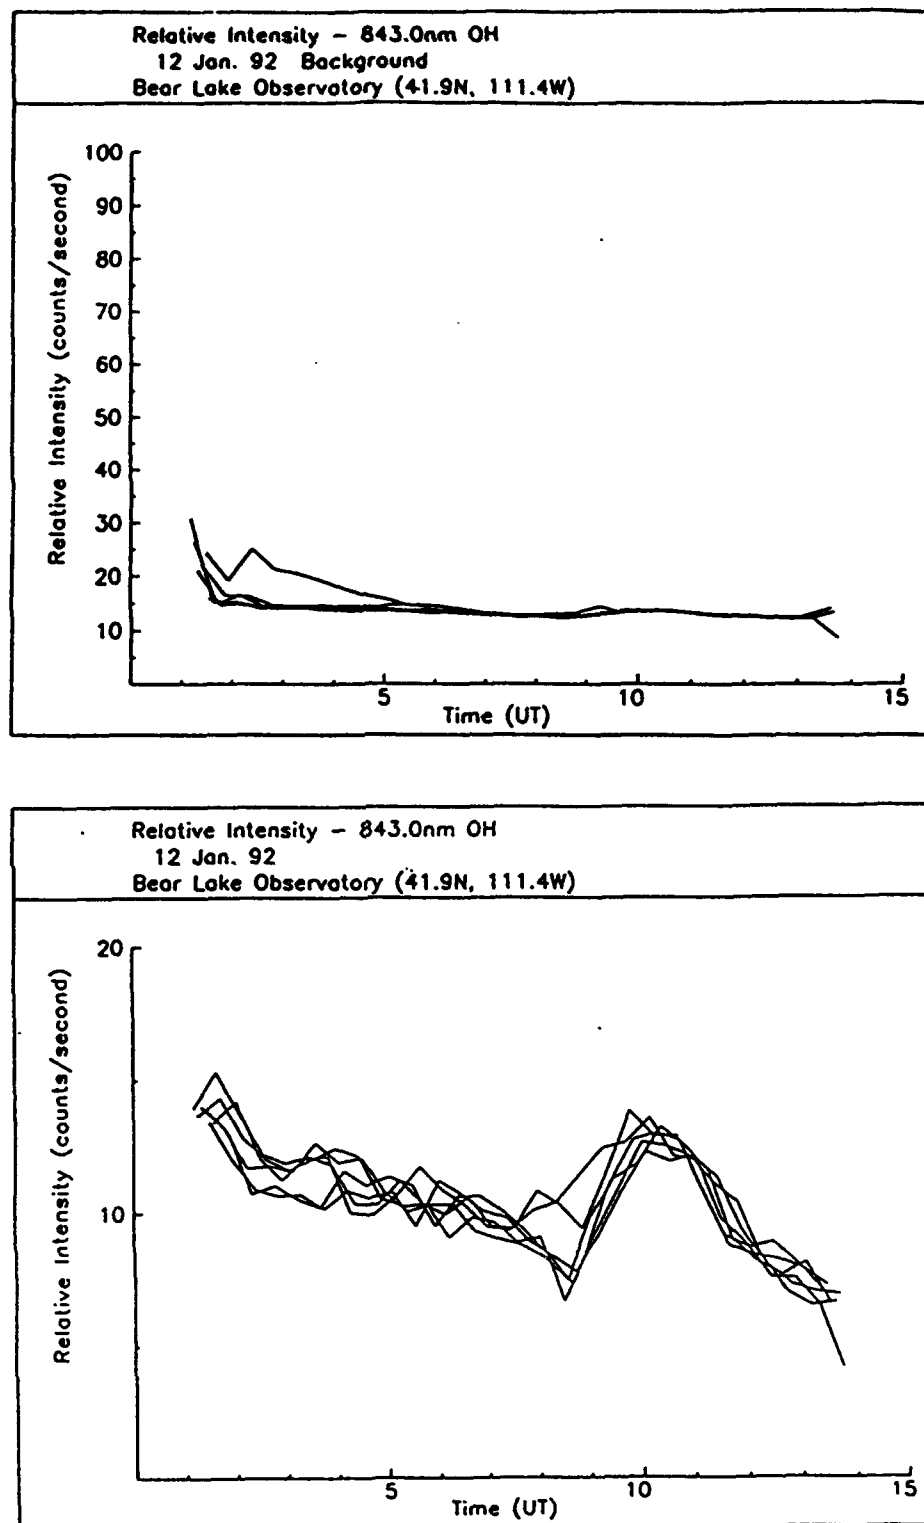 Relative Intensity – 843.0nm OH
12 Jan. 92 Background
Bear Lake Observatory (41.9N, 111.4W)
100
90
80
70
60
50
40
30
20
10
Relative Intensity (counts/second)
5
10
15
Time (UT)
Relative Intensity – 843.0nm OH
12 Jan. 92
Bear Lake Observatory (41.9N, 111.4W)
20
10
Relative Intensity (counts/second)
5
10
15
Time (UT)